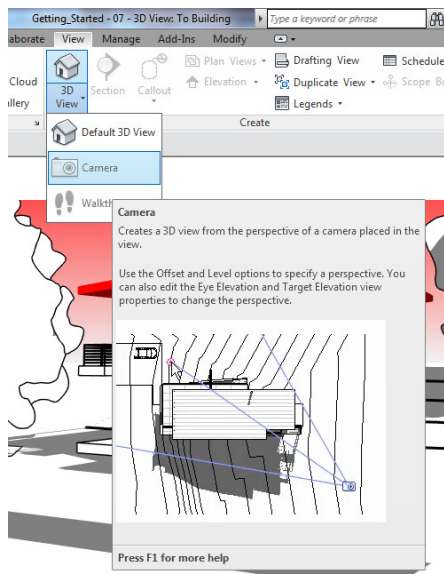 Getting_Started - 07 - 3D View: To Building
Type a keyword or phrase
aborate View Manage Add-Ins Modify
Cloud
llery
3D View
Section
Callout
Plan Views
Elevation
Drafting View
Duplicate View
Legends
Schedule
Scope Bo
Create
Default 3D View
Camera
Walkth
Camera
Creates a 3D view from the perspective of a camera placed in the
view.
Use the Offset and Level options to specify a perspective. You
can also edit the Eye Elevation and Target Elevation view
properties to change the perspective.
Press F1 for more help